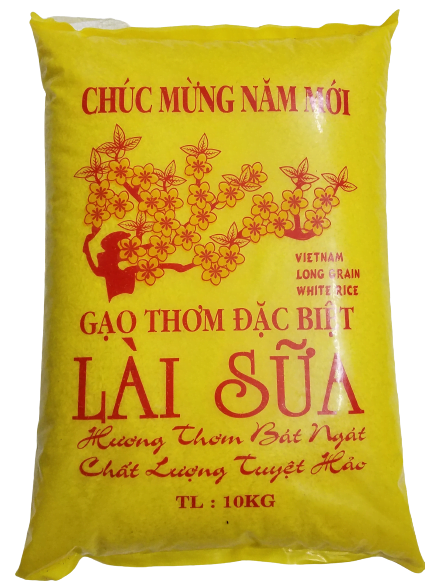 CHÚC MỪNG NĂM MỚI
VIETNAM
LONG GRAIN
WHITE RICE
GẠO THƠM ĐẶC BIỆT
LÀI SỮA
Hương Thơm Bát Ngát
Chất Lượng Tuyệt Hảo
TL : 10KG